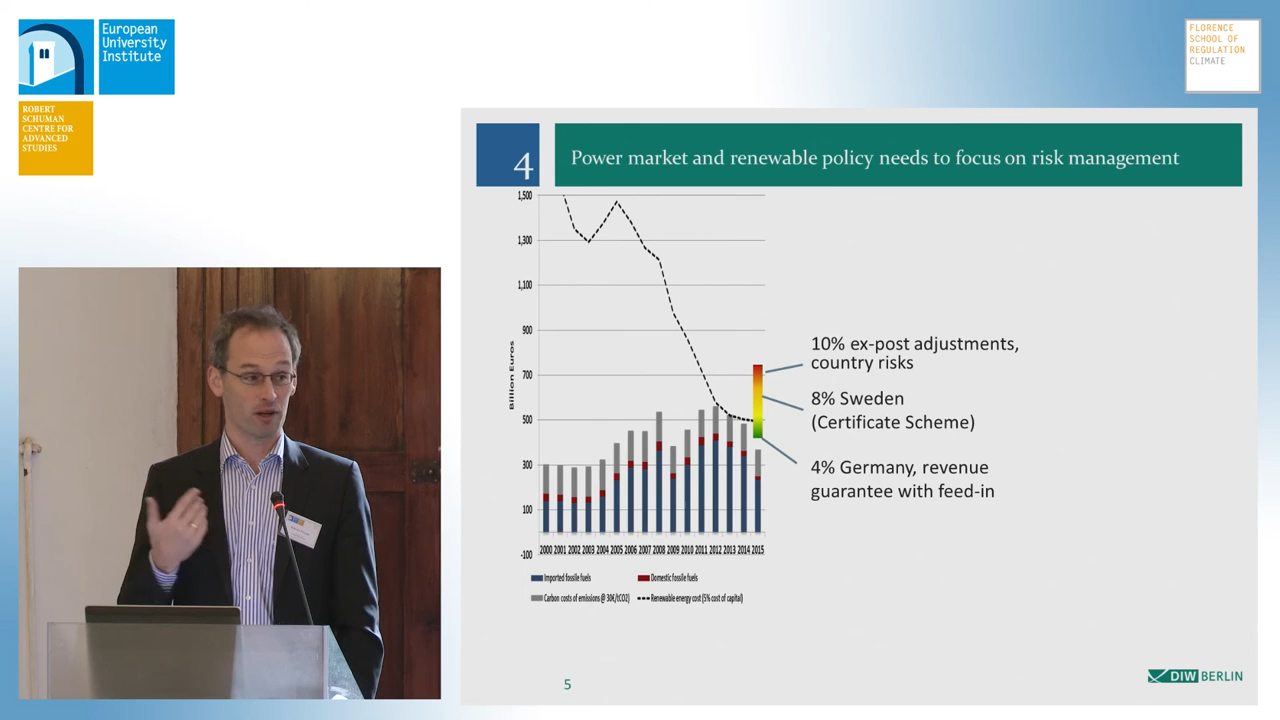 European
University
Institute
ROBERT
SCHUMAN
CENTRE FOR
ADVANCED
STUDIES
FLORENCE
SCHOOL OF
REGULATION
CLIMATE
4
Power market and renewable policy needs to focus on risk management
1,500
1,300
1,100
900
700
500
300
100
-100
Billion Euros
2000 2001 2002 2003 2004 2005 2006 2007 2008 2009 2010 2011 2012 2013 2014 2015
Imported fossile fuels
Domestic fossile fuels
Carbon costs of emissions @ 30€/tCO2)
Renewable energy cost (5% cost of capital)
10% ex-post adjustments,
country risks
8% Sweden
(Certificate Scheme)
4% Germany, revenue
guarantee with feed-in
5
DIW BERLIN